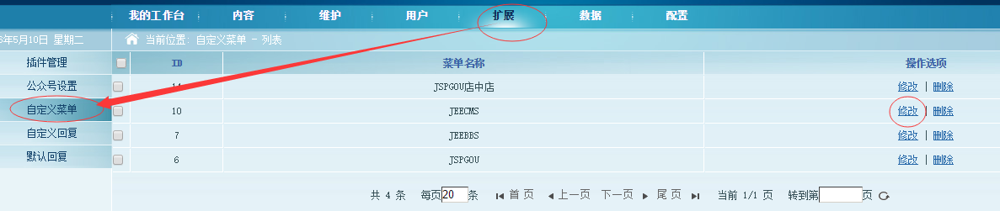 我的工作台 内容 维护 用户 扩展 数据 配置
6年5月10日 星期二 当前位置: 自定义菜单 - 列表
插件管理 ID 菜单名称 操作选项
公众号设置 14 JSPGOU店中店 修改 | 删除
自定义菜单 10 JEECMS 修改 | 删除
自定义回复 7 JEEBBS 修改 | 删除
默认回复 6 JSPGOU 修改 | 删除
共 4 条 每页20条 首 页 上一页 下一页 尾 页 当前 1/1 页 转到第 页